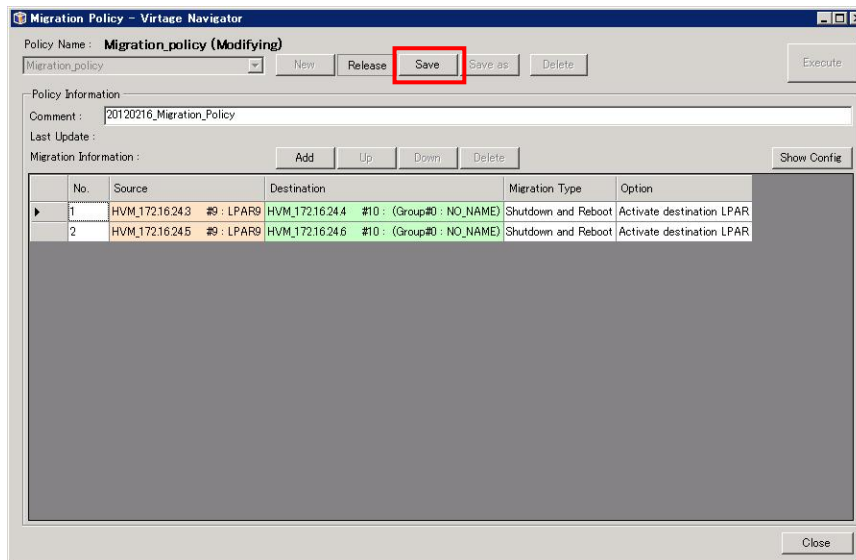 Migration Policy - Virtage Navigator
Policy Name : Migration_policy (Modifying)
Migration_policy New Release Save Save as Delete Execute
Policy Information
Comment : 20120216_Migration_Policy
Last Update :
Migration Information : Add Up Down Delete Show Config
No. Source Destination Migration Type Option
1 HVM_172.16.24.3 #9 : LPAR9 HVM_172.16.24.4 #10 : (Group#0 : NO_NAME) Shutdown and Reboot Activate destination LPAR
2 HVM_172.16.24.5 #9 : LPAR9 HVM_172.16.24.6 #10 : (Group#0 : NO_NAME) Shutdown and Reboot Activate destination LPAR
Close